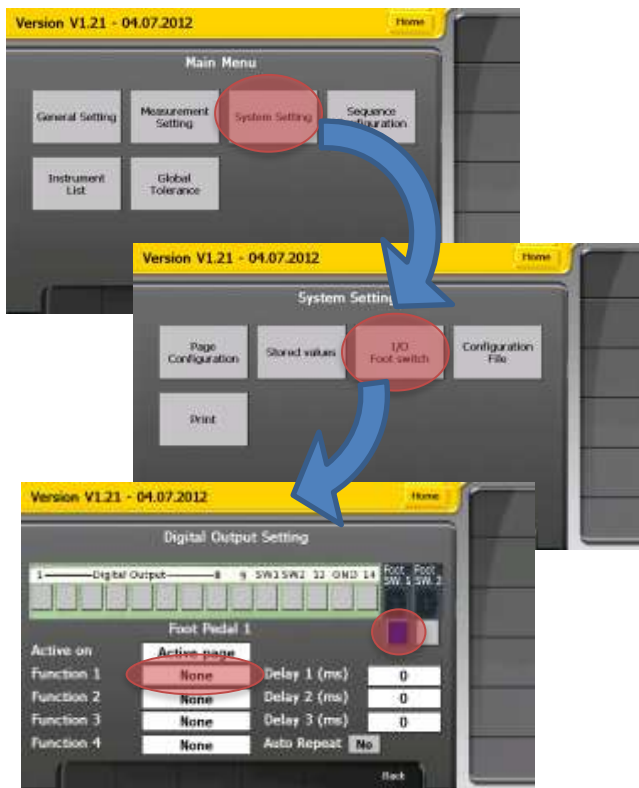 Version V1.21 - 04.07.2012 Home
Main Menu
General Setting Measurement Setting System Setting Sequence
Instrument List Global Tolerance
Version V1.21 - 04.07.2012 Home
System Setting
Page Configuration Stored values I/O Foot switch Configuration File
Print
Version V1.21 - 04.07.2012 Home
Digital Output Setting
1 Digital Output 8 9 SW1 SW2 12 GND 14 Foot SW. 1 Foot SW. 2
Foot Pedal 1
Active on Active page
Function 1 None Delay 1 (ms) 0
Function 2 None Delay 2 (ms) 0
Function 3 None Delay 3 (ms) 0
Function 4 None Auto Repeat No
Back